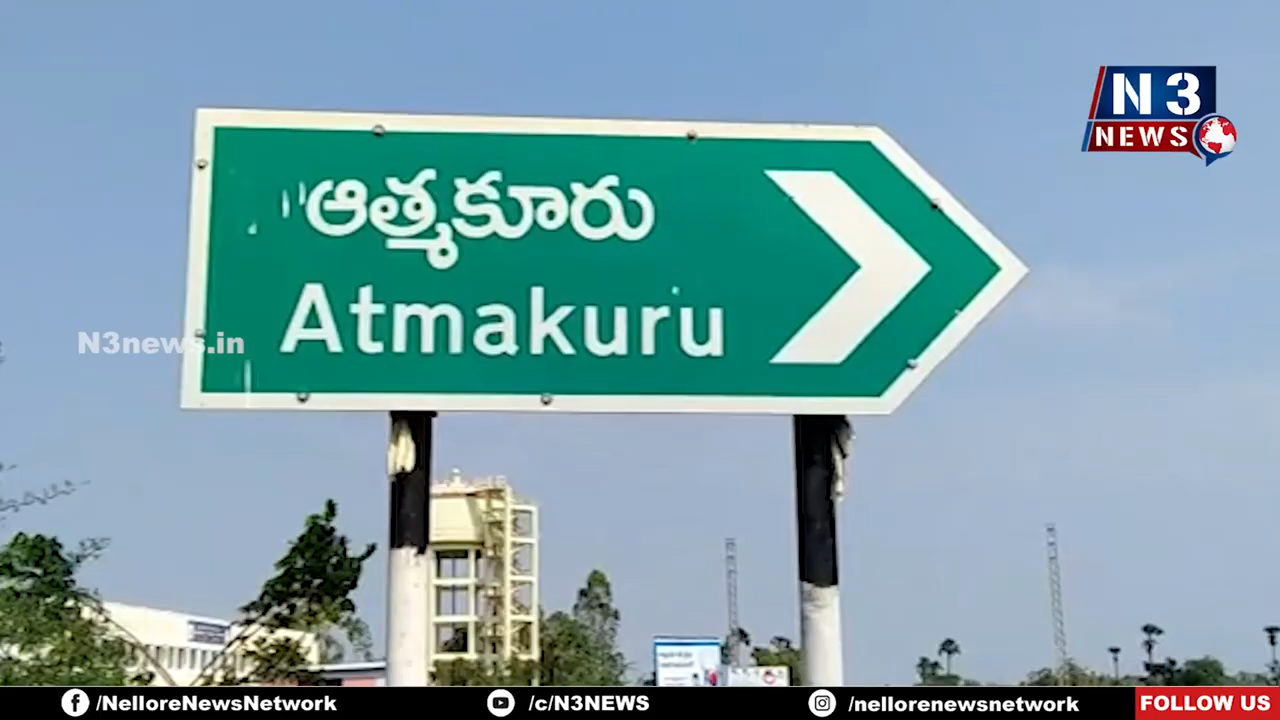 N 3
NEWS
ఆత్మకూరు
Atmakuru
N3news.in
/NelloreNewsNetwork
/c/N3NEWS
/nellorenewsnetwork
FOLLOW US